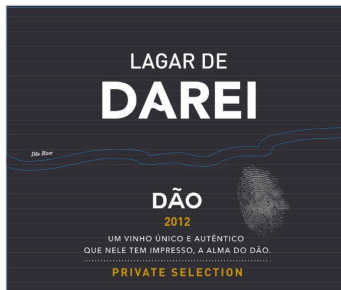 LAGAR DE
DAREI
Dão River
DÃO
2012
UM VINHO ÚNICO E AUTÊNTICO
QUE NELE TEM IMPRESSO, A ALMA DO DÃO.
PRIVATE SELECTION